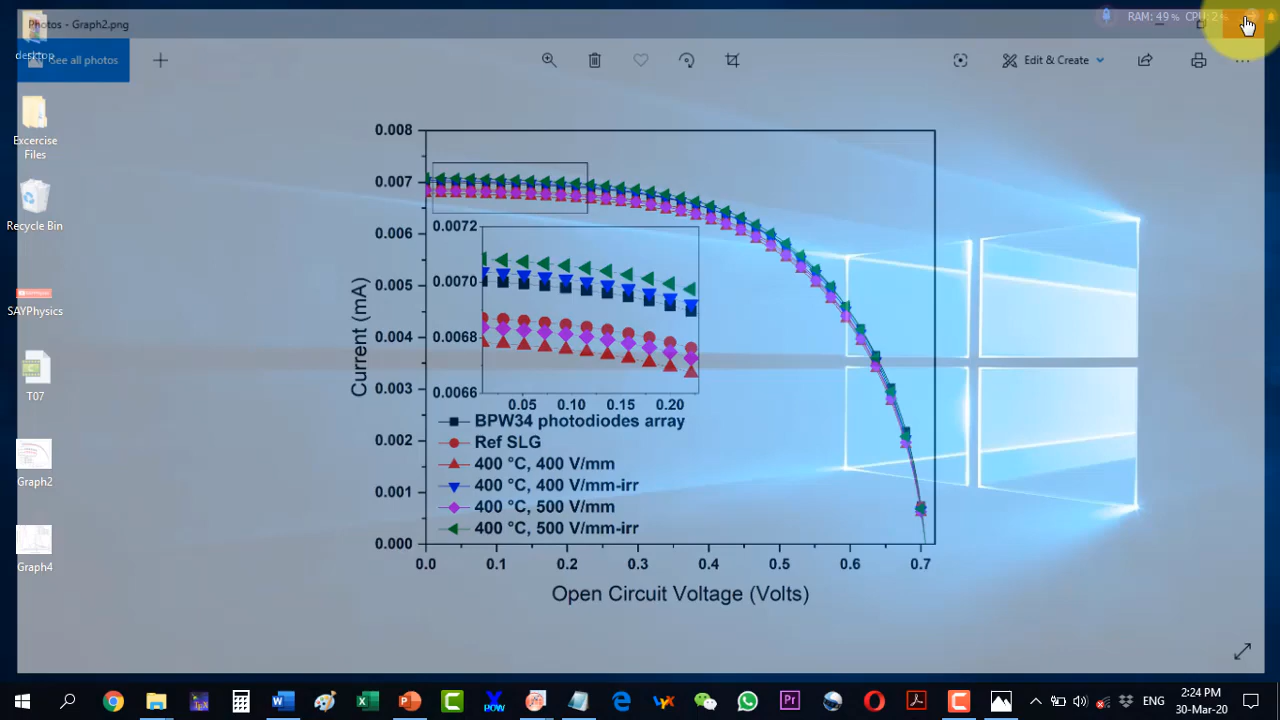 Photos - Graph2.png
RAM: 49 % CPU: 2 %
desktop
See all photos
Edit & Create
Excercise
Files
Recycle Bin
SAYPhysics
T07
Graph2
Graph4
0.008
0.007
0.006
0.005
0.004
0.003
0.002
0.001
0.000
Current (mA)
0.0072
0.0070
0.0068
0.0066
0.05 0.10 0.15 0.20
BPW34 photodiodes array
Ref SLG
400 °C, 400 V/mm
400 °C, 400 V/mm-irr
400 °C, 500 V/mm
400 °C, 500 V/mm-irr
0.0 0.1 0.2 0.3 0.4 0.5 0.6 0.7
Open Circuit Voltage (Volts)
POW
ENG
2:24 PM
30-Mar-20